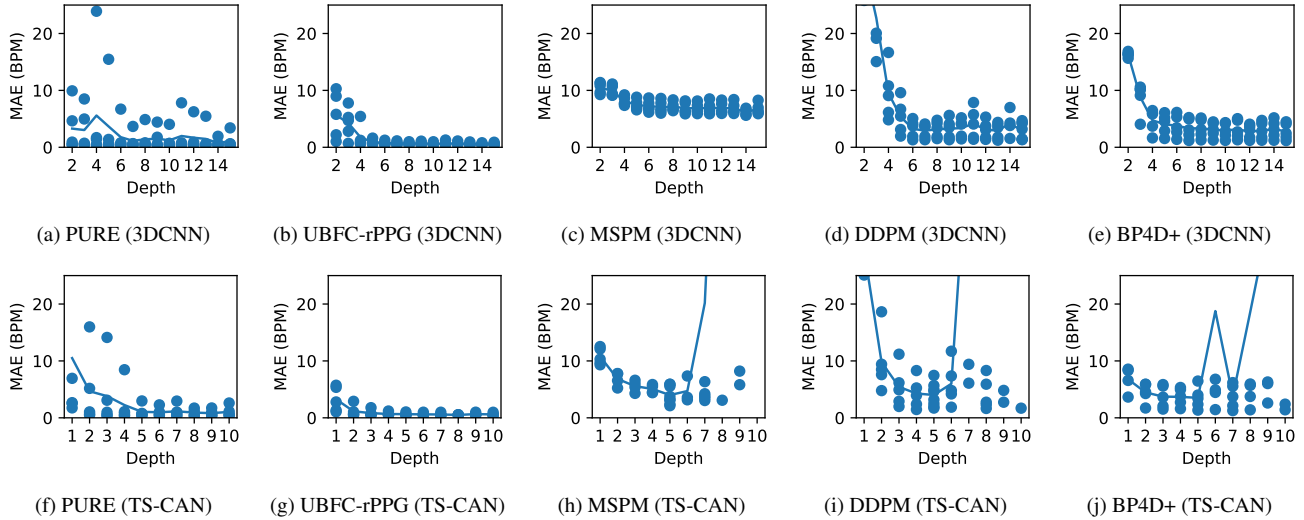 MAE (BPM)
20
10
0
2 4 6 8 10 12 14
Depth
(a) PURE (3DCNN)
MAE (BPM)
20
10
0
2 4 6 8 10 12 14
Depth
(b) UBFC-rPPG (3DCNN)
MAE (BPM)
20
10
0
2 4 6 8 10 12 14
Depth
(c) MSPM (3DCNN)
MAE (BPM)
20
10
0
2 4 6 8 10 12 14
Depth
(d) DDPM (3DCNN)
MAE (BPM)
20
10
0
2 4 6 8 10 12 14
Depth
(e) BP4D+ (3DCNN)
MAE (BPM)
20
10
0
1 2 3 4 5 6 7 8 9 10
Depth
(f) PURE (TS-CAN)
MAE (BPM)
20
10
0
1 2 3 4 5 6 7 8 9 10
Depth
(g) UBFC-rPPG (TS-CAN)
MAE (BPM)
20
10
0
1 2 3 4 5 6 7 8 9 10
Depth
(h) MSPM (TS-CAN)
MAE (BPM)
20
10
0
1 2 3 4 5 6 7 8 9 10
Depth
(i) DDPM (TS-CAN)
MAE (BPM)
20
10
0
1 2 3 4 5 6 7 8 9 10
Depth
(j) BP4D+ (TS-CAN)